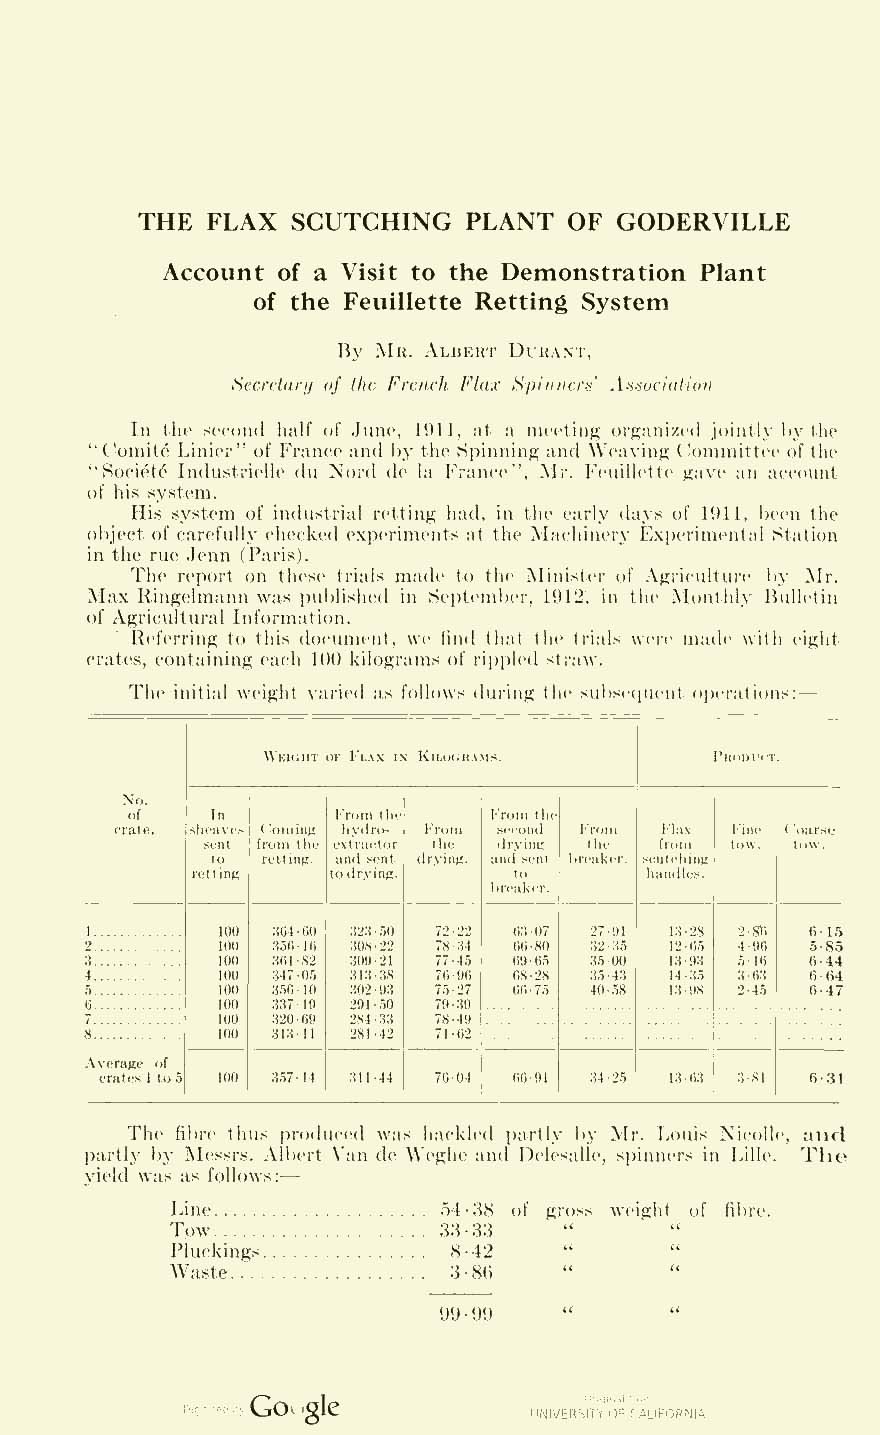 THE FLAX SCUTCHING PLANT OF GODERVILLE
Account of a Visit to the Demonstration Plant
of the Feuillette Retting System
By Mr. Albert Durant,
Secretary of the French Flax Spinners' Association
In the second half of June, 1911, at a meeting organized jointly by the
"Comité Linier" of France and by the Spinning and Weaving Committee of the
"Société Industrielle du Nord de la France", Mr. Feuillette gave an account
of his system.
His system of industrial retting had, in the early days of 1911, been the
object of carefully checked experiments at the Machinery Experimental Station
in the rue Jenn (Paris).
The report on these trials made to the Minister of Agriculture by Mr.
Max Ringelmann was published in September, 1912, in the Monthly Bulletin
of Agricultural Information.
Referring to this document, we find that the trials were made with eight
crates, containing each 100 kilograms of rippled straw.
The initial weight varied as follows during the subsequent operations:—
Weight of Flax in Kilograms. Product.
No. of crate. In sheaves sent to retting Coming from the retting. From the hydro-extractor and sent to drying. From the drying. From the second drying and sent to breaker. From the breaker. Flax from scutching handles. Fine tow. Coarse tow.
1............ 100 364·60 323·50 72·22 63·07 27·91 13·28 2·86 6·15
2............ 100 356·16 308·22 78·34 66·80 32·35 12·65 4·96 5·85
3............ 100 361·82 309·21 77·45 69·65 35·00 13·93 5·16 6·44
4............ 100 347·05 313·38 76·96 68·28 35·43 14·35 3·63 6·64
5............ 100 356·10 302·93 75·27 66·75 40·58 13·98 2·45 6·47
6............ 100 337·19 291·50 79·39
7............ 100 320·69 284·33 78·49
8............ 100 313·11 281·42 71·62
Average of
crates 1 to 5 100 357·14 311·44 76·04 66·91 34·25 13·63 3·81 6·31
The fibre thus produced was hackled partly by Mr. Louis Nicolle, and
partly by Messrs. Albert Van de Weghe and Delesalle, spinners in Lille. The
yield was as follows:—
Line..................... 54·38 of gross weight of fibre.
Tow..................... 33·33 " "
Pluckings................ 8·42 " "
Waste................... 3·86 " "
99·99 " "
Google
UNIVERSITY OF CALIFORNIA